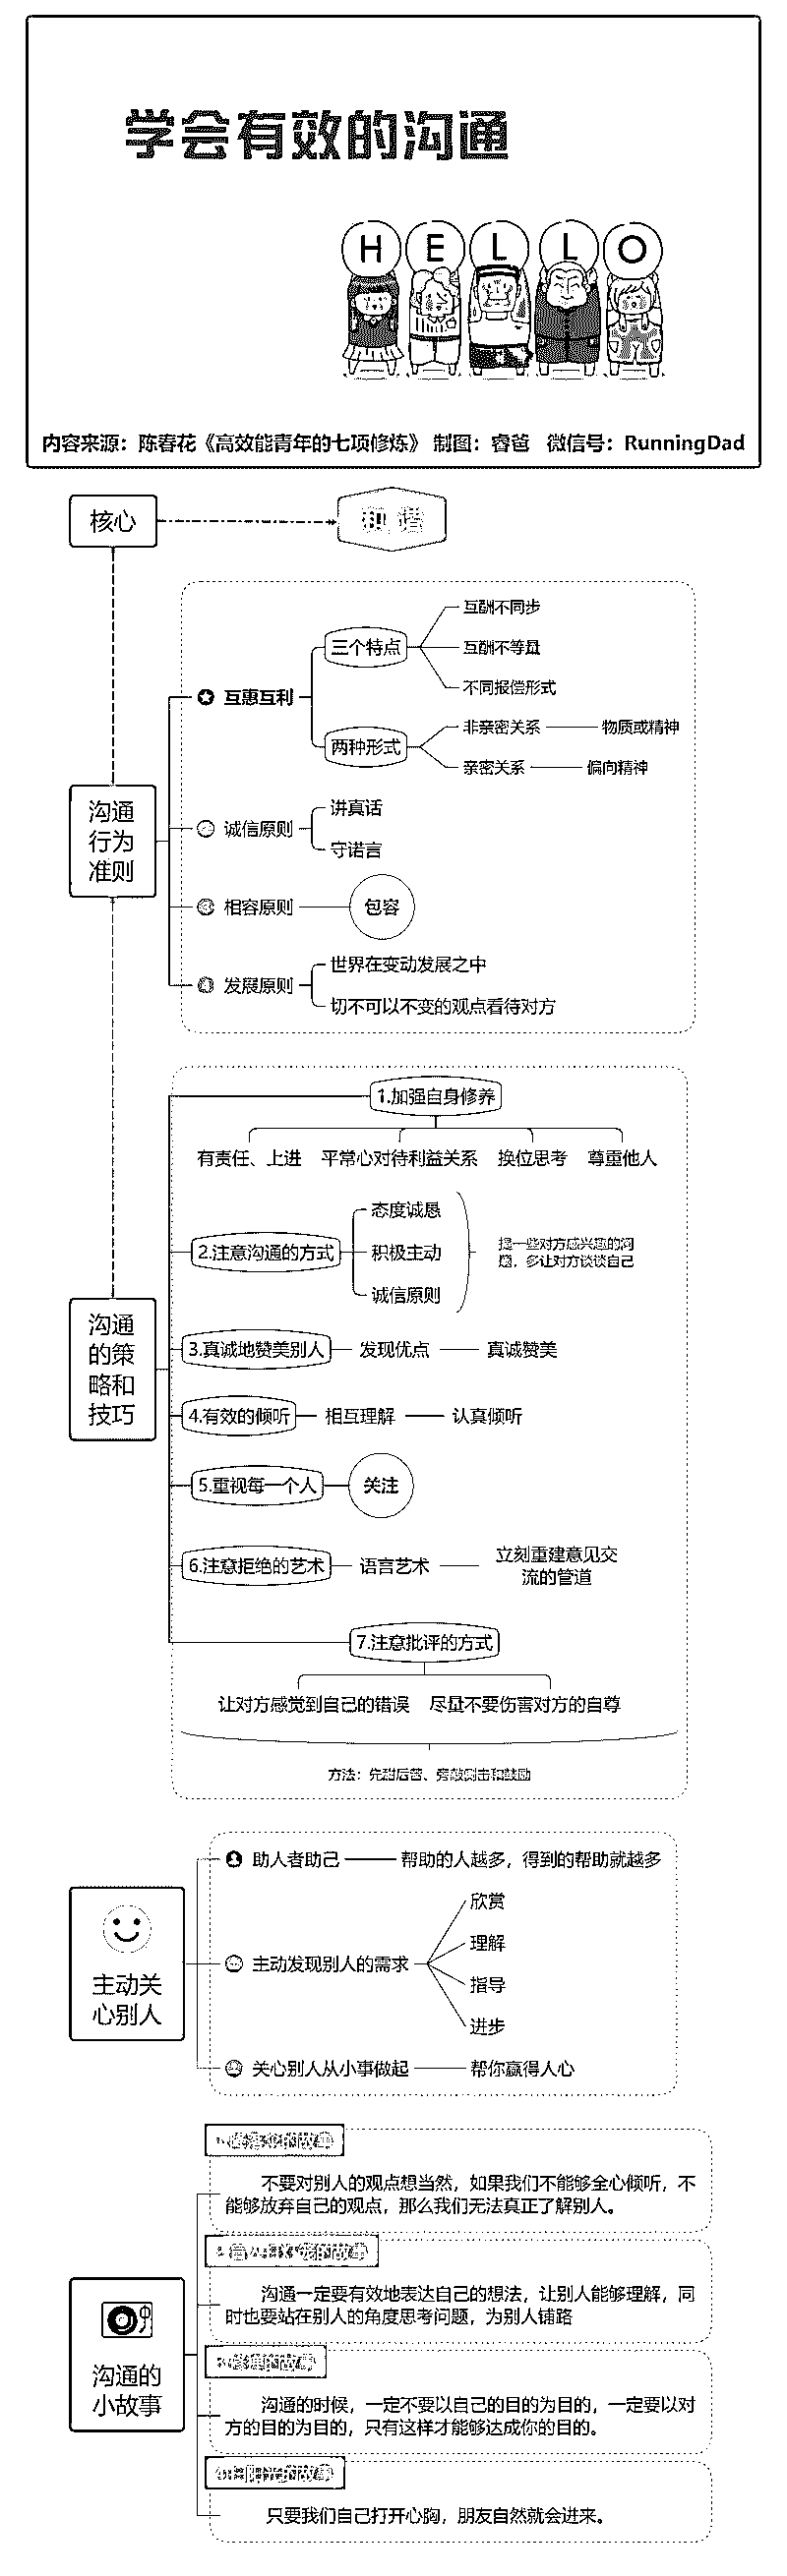 学会有效的沟通
H E L L O
内容来源：陈春花《高效能青年的七项修炼》 制图：睿爸 微信号：RunningDad
核心
沟通
行为
准则
互惠互利
三个特点
互酬不同步
互酬不等量
不同报偿形式
两种形式
非亲密关系
物质或精神
亲密关系
偏向精神
诚信原则
讲真话
守诺言
相容原则
包容
发展原则
世界在变动发展之中
切不可以不变的观点看待对方
沟通
的策
略和
技巧
1.加强自身修养
有责任、上进
平常心对待利益关系
换位思考
尊重他人
2.注意沟通的方式
态度诚恳
积极主动
诚信原则
提一些对方感兴趣的问
题，多让对方谈谈自己
3.真诚地赞美别人
发现优点
真诚赞美
4.有效的倾听
相互理解
认真倾听
5.重视每一个人
关注
6.注意拒绝的艺术
语言艺术
立刻重建意见交
流的管道
7.注意批评的方式
让对方感觉到自己的错误
尽量不要伤害对方的自尊
方法：先甜后苦、旁敲侧击和鼓励
主动关
心别人
助人者助己
帮助的人越多，得到的帮助就越多
主动发现别人的需求
欣赏
理解
指导
进步
关心别人从小事做起
帮你赢得人心
沟通的
小故事
不要对别人的观点想当然，如果我们不能够全心倾听，不
能够放弃自己的观点，那么我们无法真正了解别人。
沟通一定要有效地表达自己的想法，让别人能够理解，同
时也要站在别人的角度思考问题，为别人铺路
沟通的时候，一定不要以自己的目的为目的，一定要以对
方的目的为目的，只有这样才能够达成你的目的。
只要我们自己打开心胸，朋友自然就会进来。